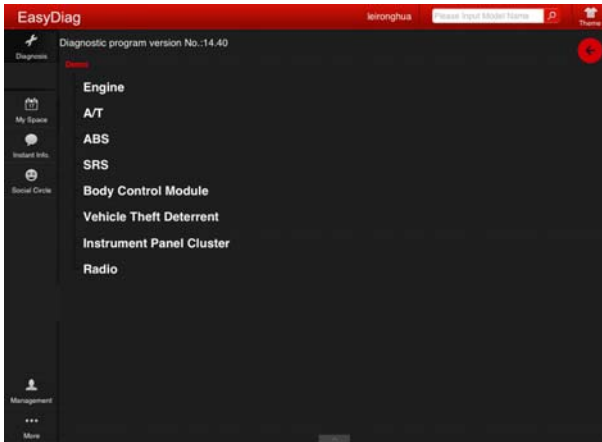 EasyDiag
leironghua
Please Input Model Name
Theme
Diagnosis
Diagnostic program version No.:14.40
Demo
Engine
A/T
ABS
SRS
Body Control Module
Vehicle Theft Deterrent
Instrument Panel Cluster
Radio
My Space
Instant Info.
Social Circle
Management
More